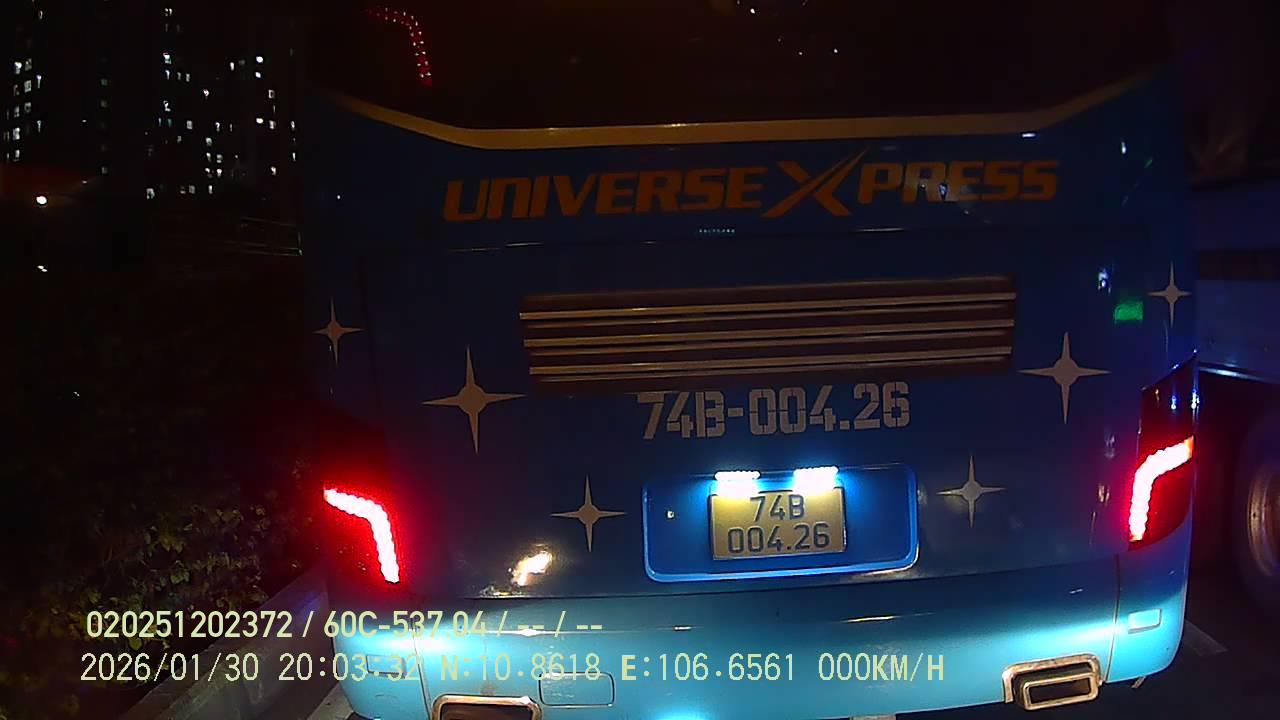 UNIVERSE XPRESS
74B-004.26
74B
004.26
020251202372 / 60C-537.04 / -- / --
2026/01/30 20:03:32 N:10.8618 E:106.6561 000KM/H